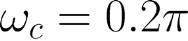 ω_c = 0.2π